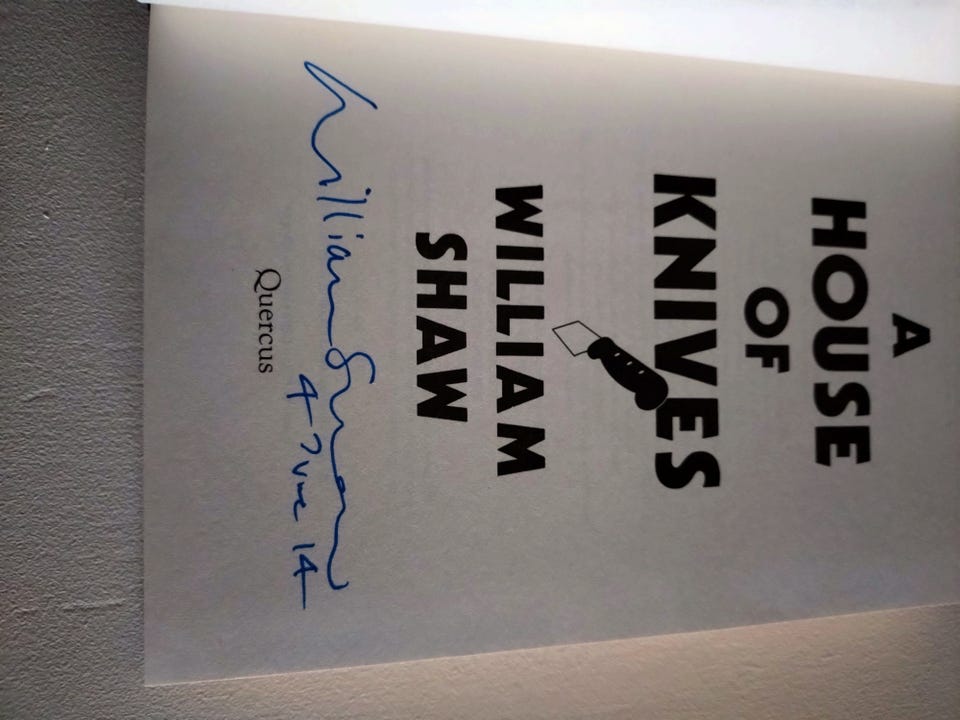 A
HOUSE
OF
KNIVES
WILLIAM
SHAW
William Shaw
4 June 14
Quercus